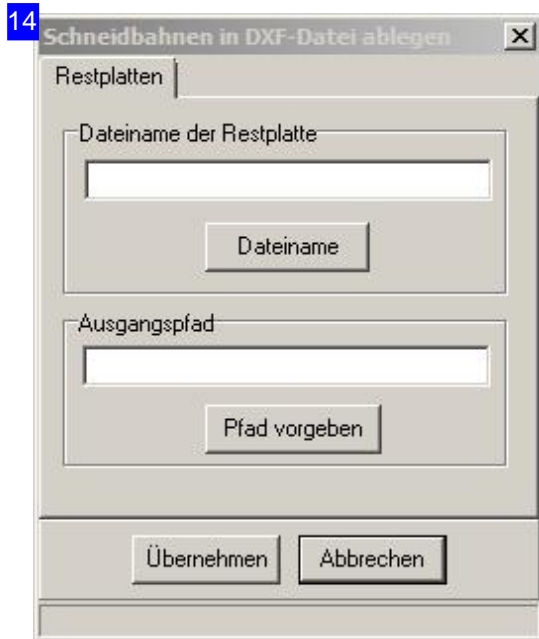 14
Schneidbahnen in DXF-Datei ablegen
Restplatten
Dateiname der Restplatte
Dateiname
Ausgangspfad
Pfad vorgeben
Übernehmen
Abbrechen